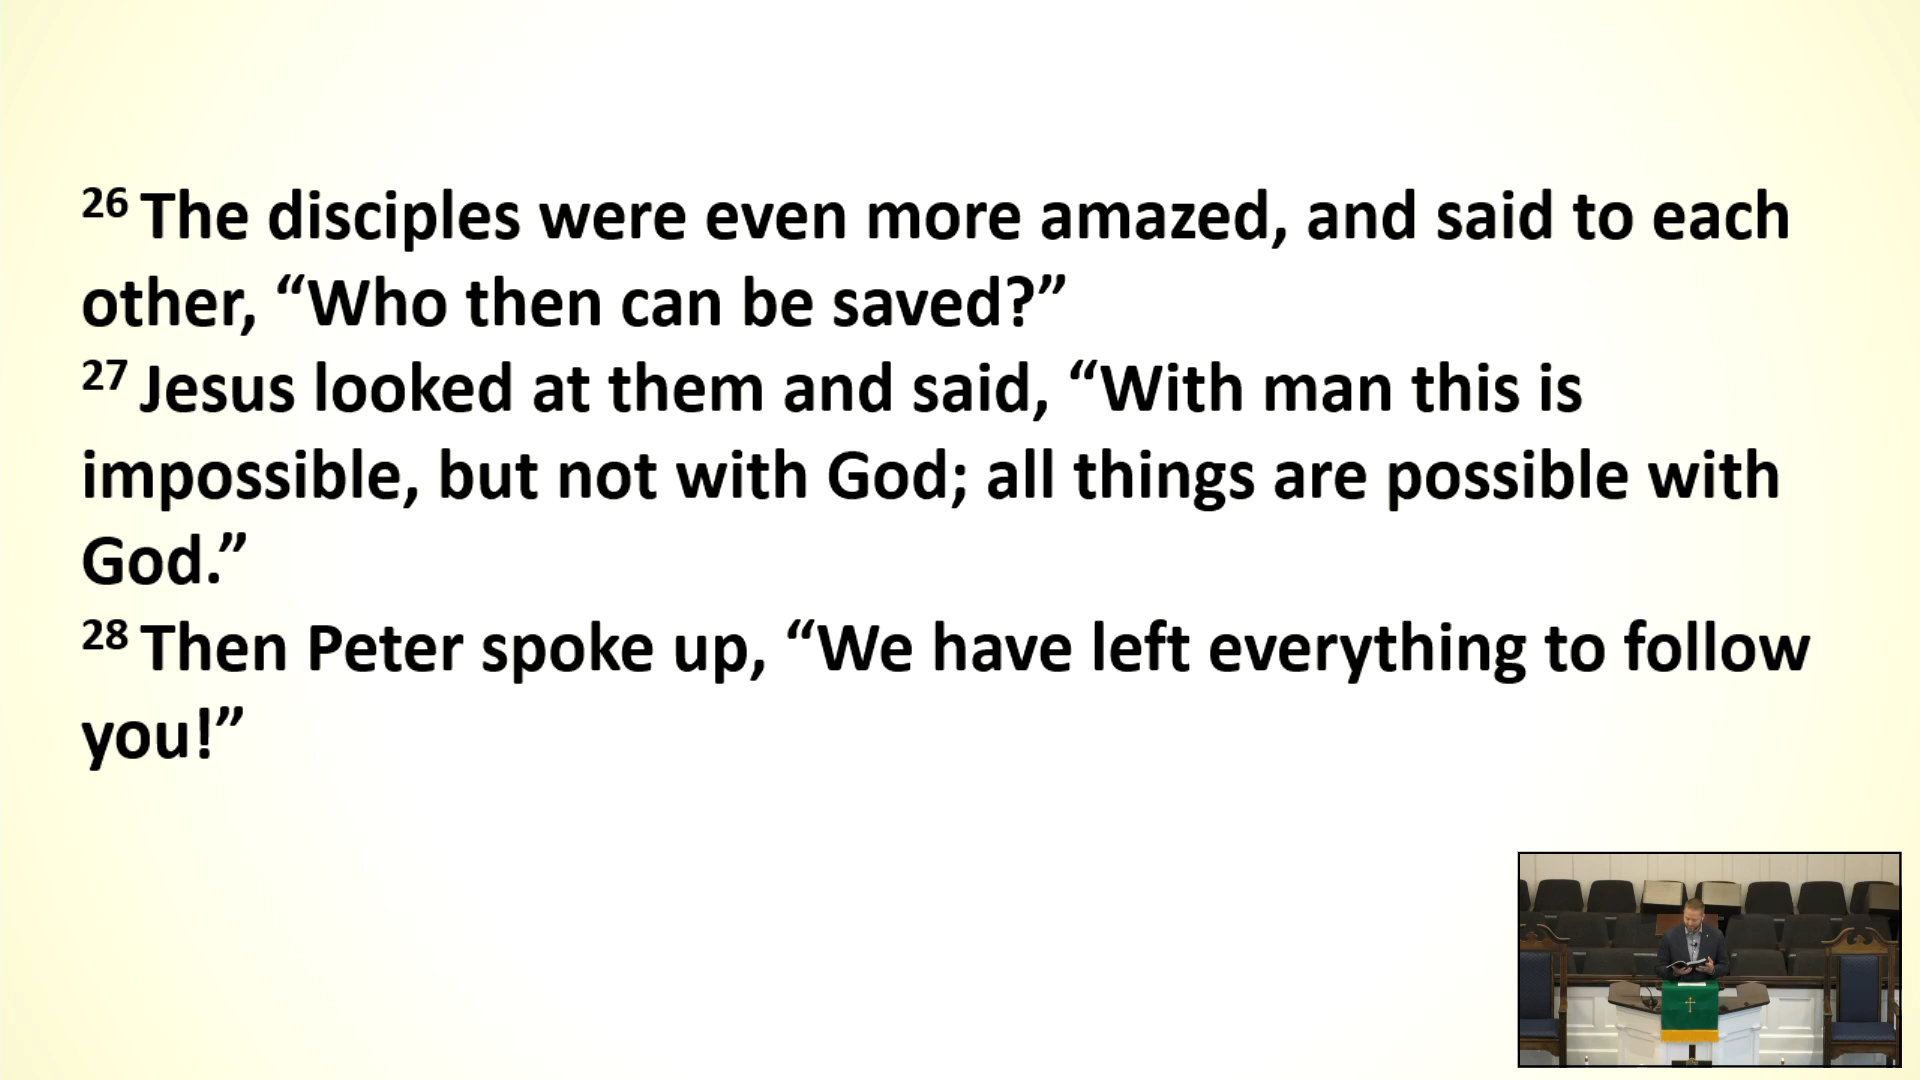 26 The disciples were even more amazed, and said to each
other, “Who then can be saved?”
27 Jesus looked at them and said, “With man this is
impossible, but not with God; all things are possible with
God.”
28 Then Peter spoke up, “We have left everything to follow
you!”